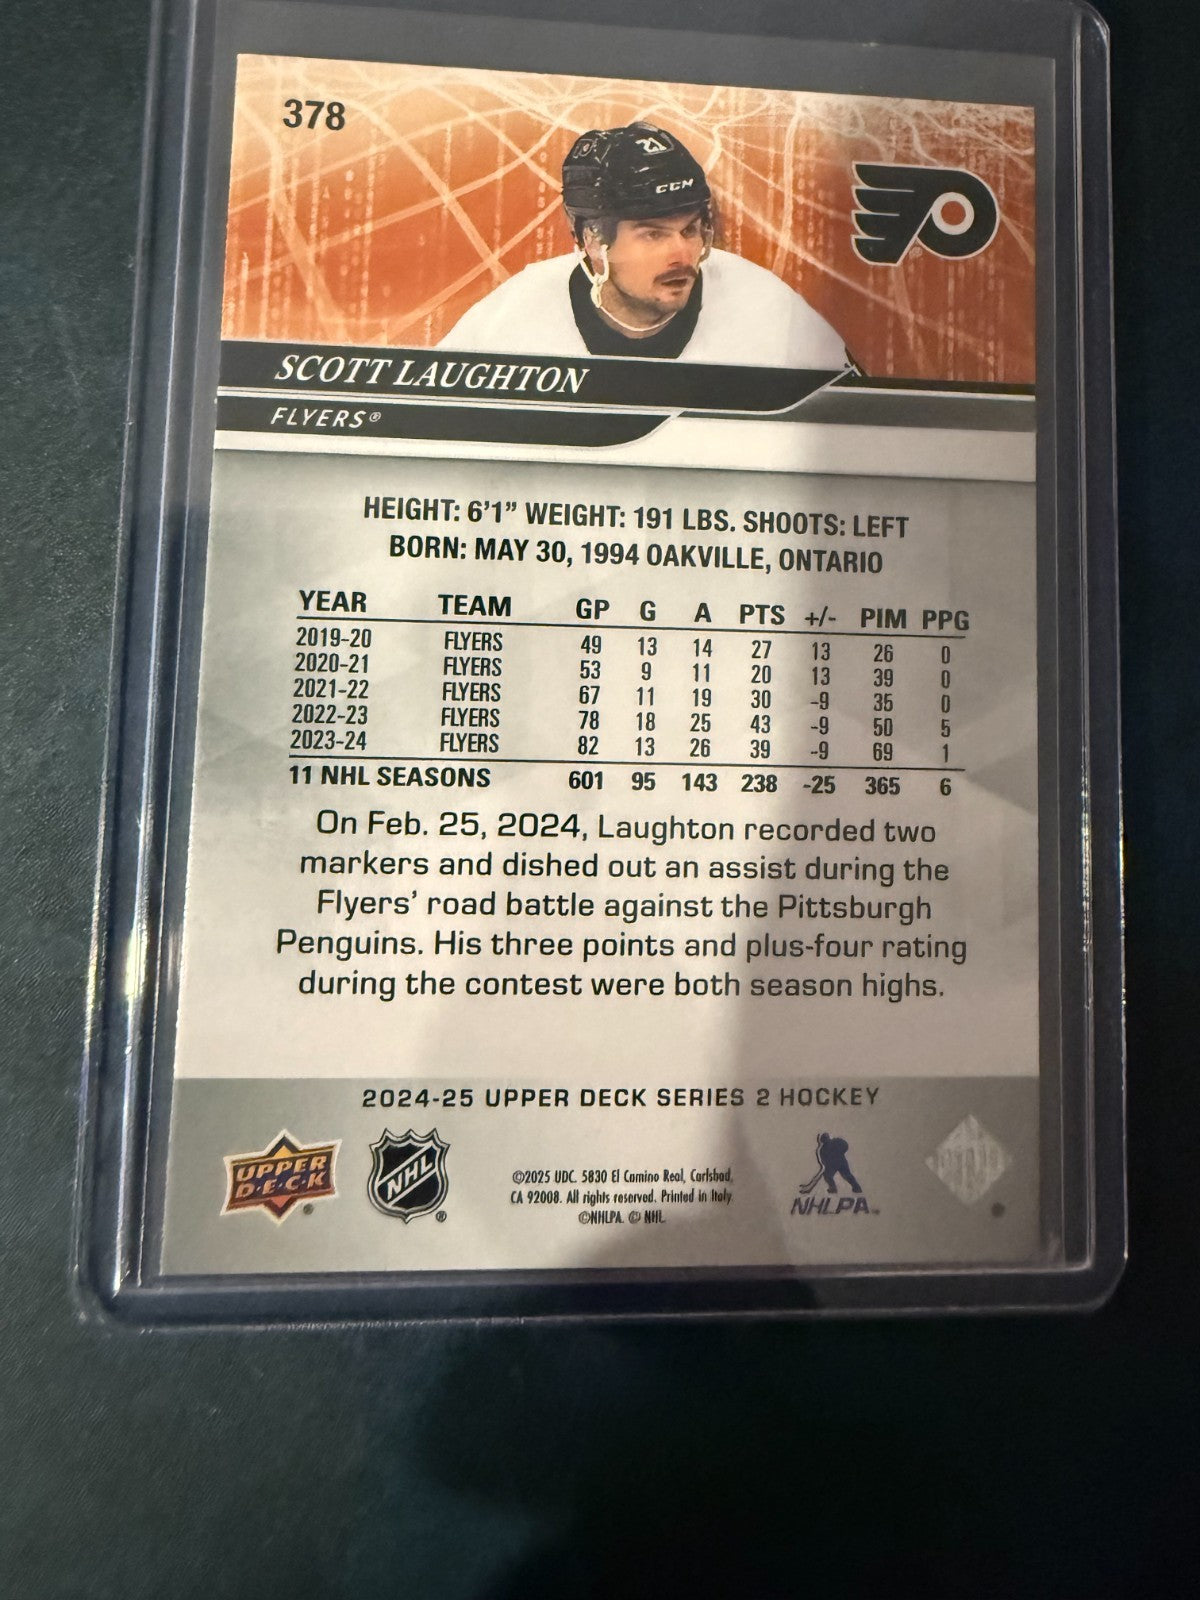 378
21
CCM
SCOTT LAUGHTON
FLYERS®
HEIGHT: 6'1" WEIGHT: 191 LBS. SHOOTS: LEFT
BORN: MAY 30, 1994 OAKVILLE, ONTARIO
YEAR TEAM GP G A PTS +/- PIM PPG
2019-20 FLYERS 49 13 14 27 13 26 0
2020-21 FLYERS 53 9 11 20 13 39 0
2021-22 FLYERS 67 11 19 30 -9 35 0
2022-23 FLYERS 78 18 25 43 -9 50 5
2023-24 FLYERS 82 13 26 39 -9 69 1
11 NHL SEASONS 601 95 143 238 -25 365 6
On Feb. 25, 2024, Laughton recorded two
markers and dished out an assist during the
Flyers' road battle against the Pittsburgh
Penguins. His three points and plus-four rating
during the contest were both season highs.
2024-25 UPPER DECK SERIES 2 HOCKEY
UPPER
D·E·C·K ®
NHL ®
©2025 UDC. 5830 El Camino Real, Carlsbad,
CA 92008. All rights reserved. Printed in Italy.
©NHLPA. © NHL.
NHLPA